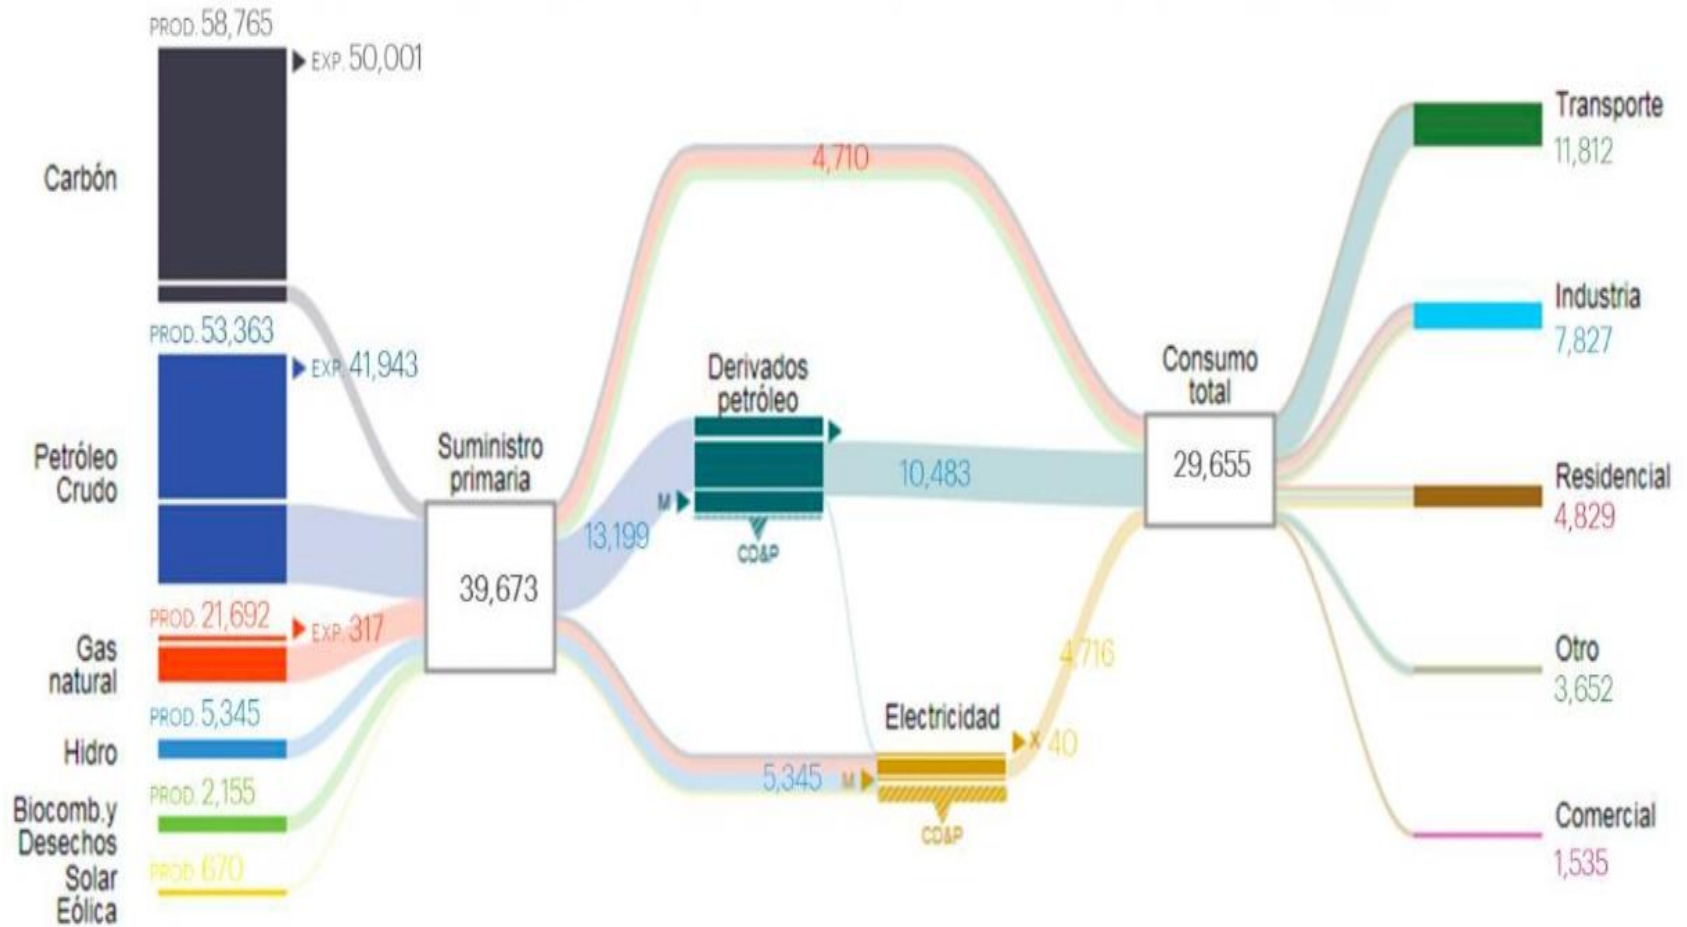 PROD. 58,765
EXP. 50,001
Carbón
PROD. 53,363
EXP. 41,943
Petróleo
Crudo
PROD. 21,692
EXP. 317
Gas
natural
PROD. 5,345
Hidro
PROD. 2,155
Biocomb.y
Desechos
PROD 670
Solar
Eólica
Suministro
primaria
39,673
4,710
13,199
Derivados
petróleo
M
CD&P
10,483
5,345
M
Electricidad
X 40
CD&P
4,716
Consumo
total
29,655
Transporte
11,812
Industria
7,827
Residencial
4,829
Otro
3,652
Comercial
1,535